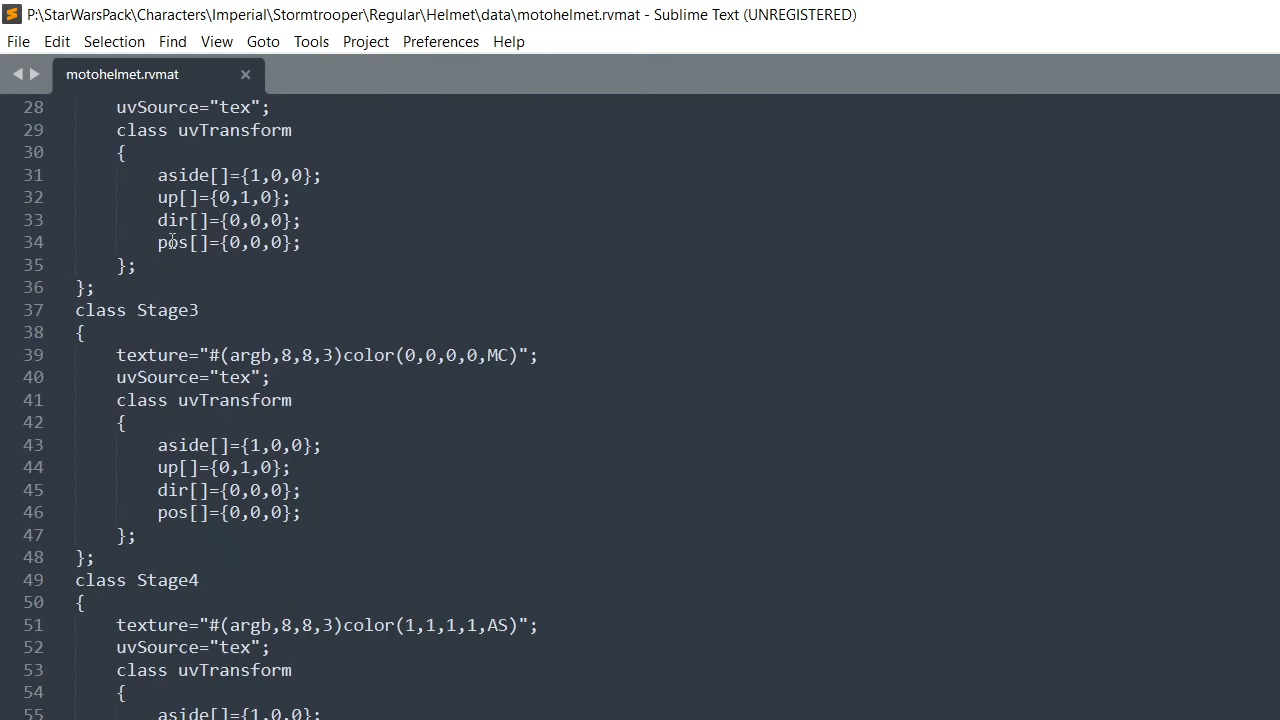 P:\StarWarsPack\Characters\Imperial\Stormtrooper\Regular\Helmet\data\motohelmet.rvmat - Sublime Text (UNREGISTERED)
File Edit Selection Find View Goto Tools Project Preferences Help
motohelmet.rvmat ×
28 uvSource="tex";
29 class uvTransform
30 {
31 aside[]={1,0,0};
32 up[]={0,1,0};
33 dir[]={0,0,0};
34 pos[]={0,0,0};
35 };
36 };
37 class Stage3
38 {
39 texture="#(argb,8,8,3)color(0,0,0,0,MC)";
40 uvSource="tex";
41 class uvTransform
42 {
43 aside[]={1,0,0};
44 up[]={0,1,0};
45 dir[]={0,0,0};
46 pos[]={0,0,0};
47 };
48 };
49 class Stage4
50 {
51 texture="#(argb,8,8,3)color(1,1,1,1,AS)";
52 uvSource="tex";
53 class uvTransform
54 {
55 aside[]={1,0,0};